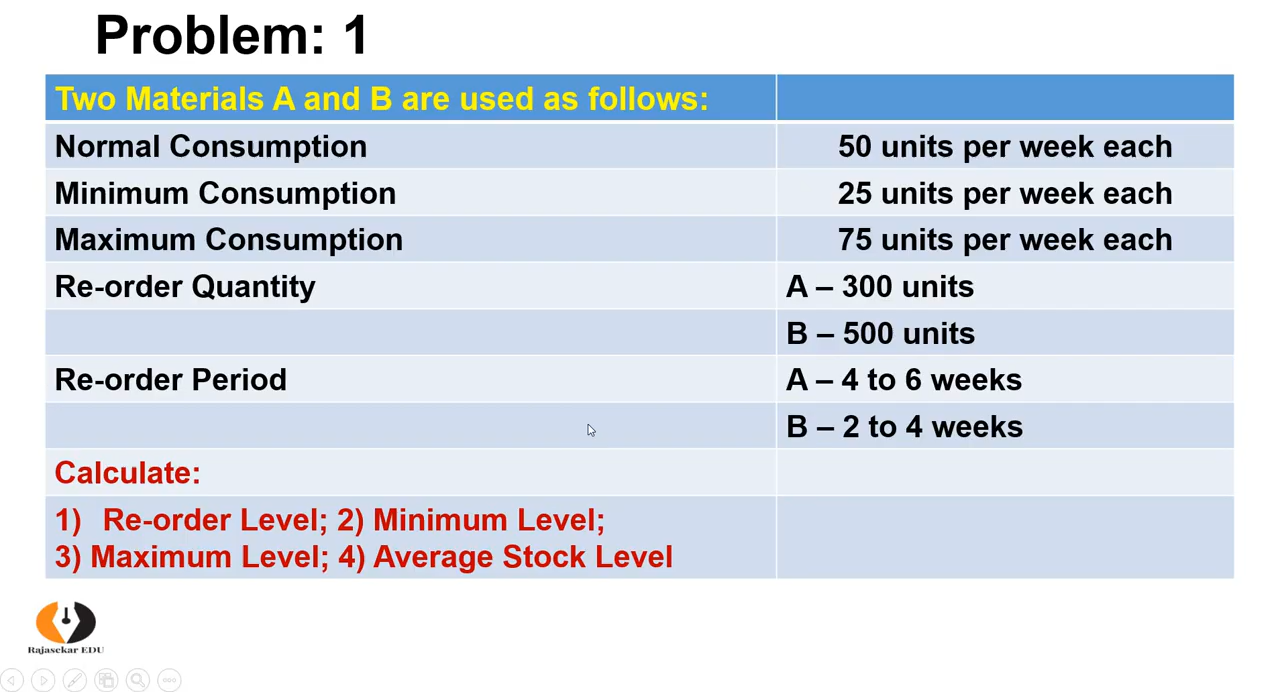 Problem: 1
Two Materials A and B are used as follows:
Normal Consumption 50 units per week each
Minimum Consumption 25 units per week each
Maximum Consumption 75 units per week each
Re-order Quantity A – 300 units
B – 500 units
Re-order Period A – 4 to 6 weeks
B – 2 to 4 weeks
Calculate:
1) Re-order Level; 2) Minimum Level;
3) Maximum Level; 4) Average Stock Level
Rajasekar EDU